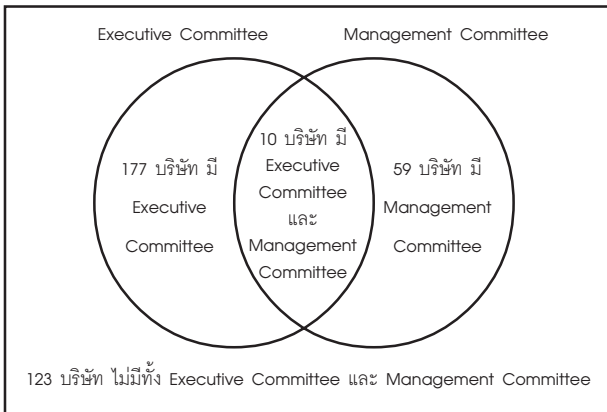 Executive Committee
Management Committee
177 บริษัท มี
Executive
Committee
10 บริษัท มี
Executive
Committee
และ
Management
Committee
59 บริษัท มี
Management
Committee
123 บริษัท ไม่มีทั้ง Executive Committee และ Management Committee